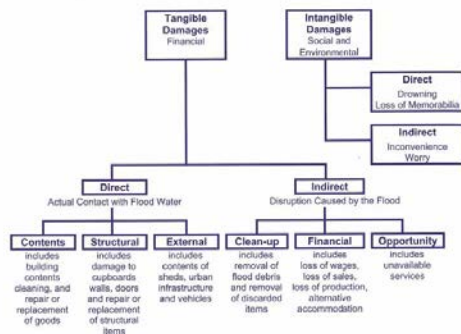 Tangible
Damages
Financial
Intangible
Damages
Social and
Environmental
Direct
Drowning
Loss of Memorabilia
Indirect
Inconvenience
Worry
Direct
Actual Contact with Flood Water
Indirect
Disruption Caused by the Flood
Contents
includes
building
contents
cleaning, and
repair or
replacement
of goods
Structural
includes
damage to
cupboards
walls, doors
and repair or
replacement
of structural
items
External
includes
contents of
sheds, urban
infrastructure
and vehicles
Clean-up
includes
removal of
flood debris
and removal
of discarded
items
Financial
includes
loss of wages,
loss of sales,
loss of production,
alternative
accommodation
Opportunity
includes
unavailable
services